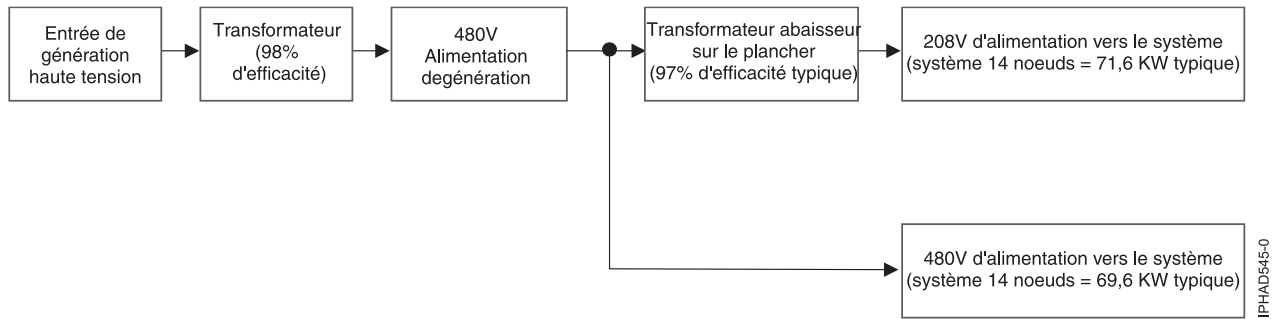 Entrée de
génération
haute tension
Transformateur
(98%
d'efficacité)
480V
Alimentation
degénération
Transformateur abaisseur
sur le plancher
(97% d'efficacité typique)
208V d'alimentation vers le système
(système 14 noeuds = 71,6 KW typique)
480V d'alimentation vers le système
(système 14 noeuds = 69,6 KW typique)
IPHAD545-0